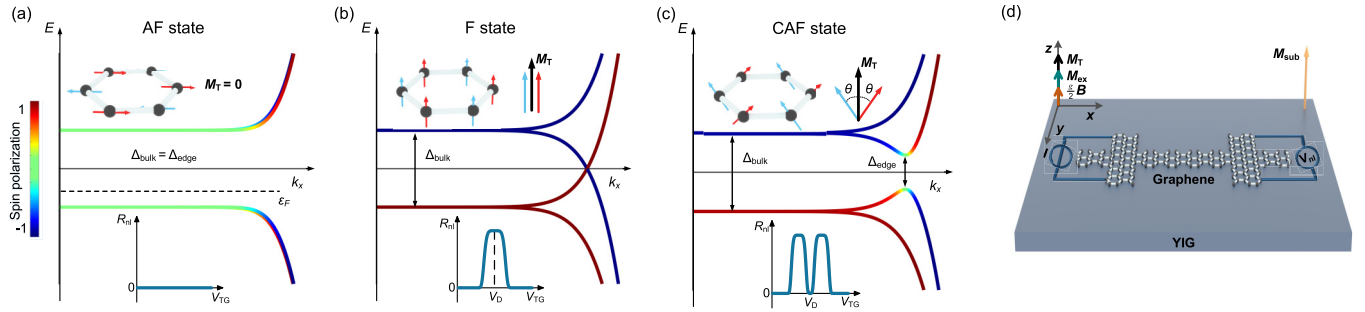 (a)
AF state
E
M_T = 0
1
Spin polarization
-1
Δ_bulk = Δ_edge
k_x
ε_F
R_nl
0
V_TG
(b)
F state
E
M_T
Δ_bulk
k_x
R_nl
0
V_D
V_TG
(c)
CAF state
E
M_T
θ
θ
Δ_bulk
Δ_edge
k_x
R_nl
0
V_D
V_TG
(d)
z
M_T
M_ex
g/2 B
x
y
M_sub
I
V_nl
Graphene
YIG